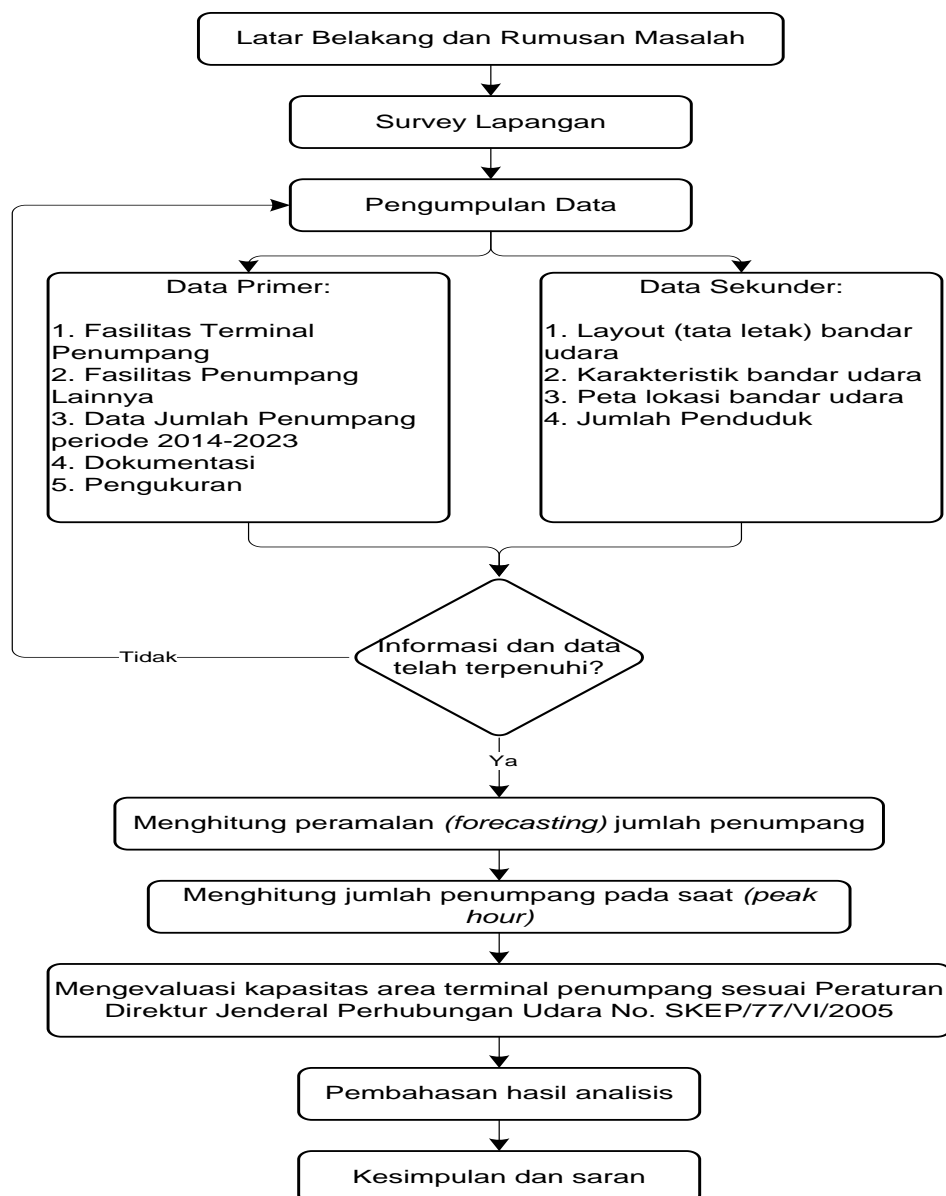 Latar Belakang dan Rumusan Masalah
Survey Lapangan
Pengumpulan Data
Data Primer:
1. Fasilitas Terminal
Penumpang
2. Fasilitas Penumpang
Lainnya
3. Data Jumlah Penumpang
periode 2014-2023
4. Dokumentasi
5. Pengukuran
Data Sekunder:
1. Layout (tata letak) bandar
udara
2. Karakteristik bandar udara
3. Peta lokasi bandar udara
4. Jumlah Penduduk
Informasi dan data
telah terpenuhi?
Tidak
Ya
Menghitung peramalan (forecasting) jumlah penumpang
Menghitung jumlah penumpang pada saat (peak
hour)
Mengevaluasi kapasitas area terminal penumpang sesuai Peraturan
Direktur Jenderal Perhubungan Udara No. SKEP/77/VI/2005
Pembahasan hasil analisis
Kesimpulan dan saran